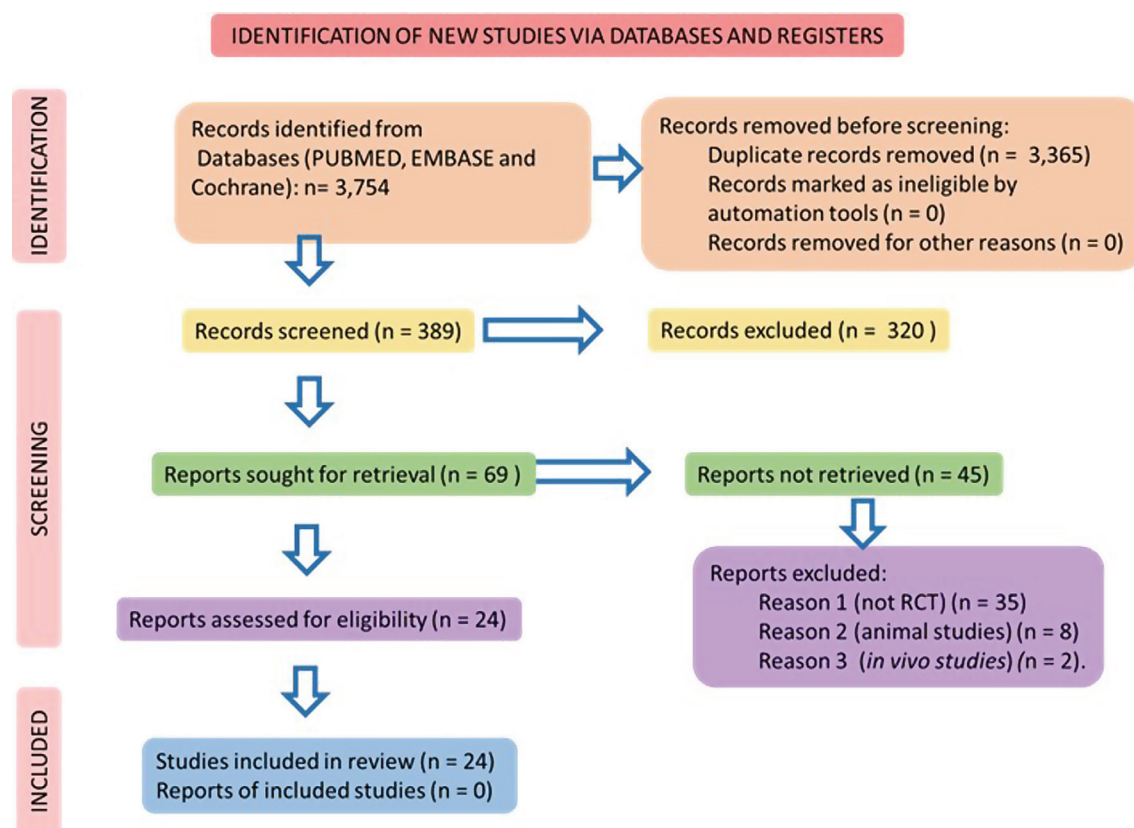 IDENTIFICATION OF NEW STUDIES VIA DATABASES AND REGISTERS
IDENTIFICATION
Records identified from
Databases (PUBMED, EMBASE and
Cochrane): n= 3,754
Records removed before screening:
Duplicate records removed (n = 3,365)
Records marked as ineligible by
automation tools (n = 0)
Records removed for other reasons (n = 0)
SCREENING
Records screened (n = 389)
Records excluded (n = 320 )
Reports sought for retrieval (n = 69 )
Reports not retrieved (n = 45)
Reports assessed for eligibility (n = 24)
Reports excluded:
Reason 1 (not RCT) (n = 35)
Reason 2 (animal studies) (n = 8)
Reason 3 (in vivo studies) (n = 2).
INCLUDED
Studies included in review (n = 24)
Reports of included studies (n = 0)